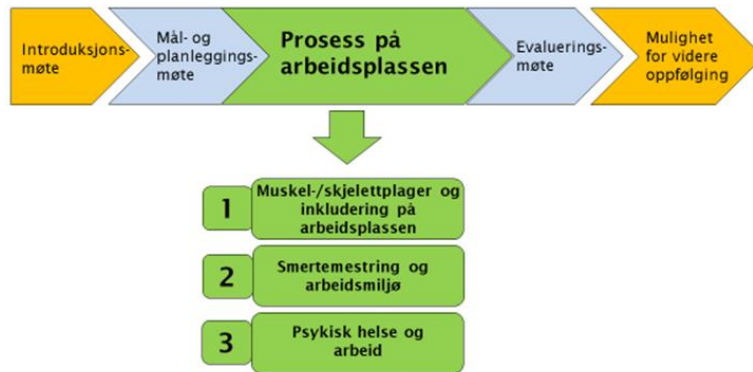 Introduksjons-
møte
Mål- og
planleggings-
møte
Prosess på
arbeidsplassen
Evaluerings-
møte
Mulighet
for videre
oppfølging
1
Muskel-/skjelettplager og
inkludering på
arbeidsplassen
2
Smertemestring og
arbeidsmiljø
3
Psykisk helse og
arbeid